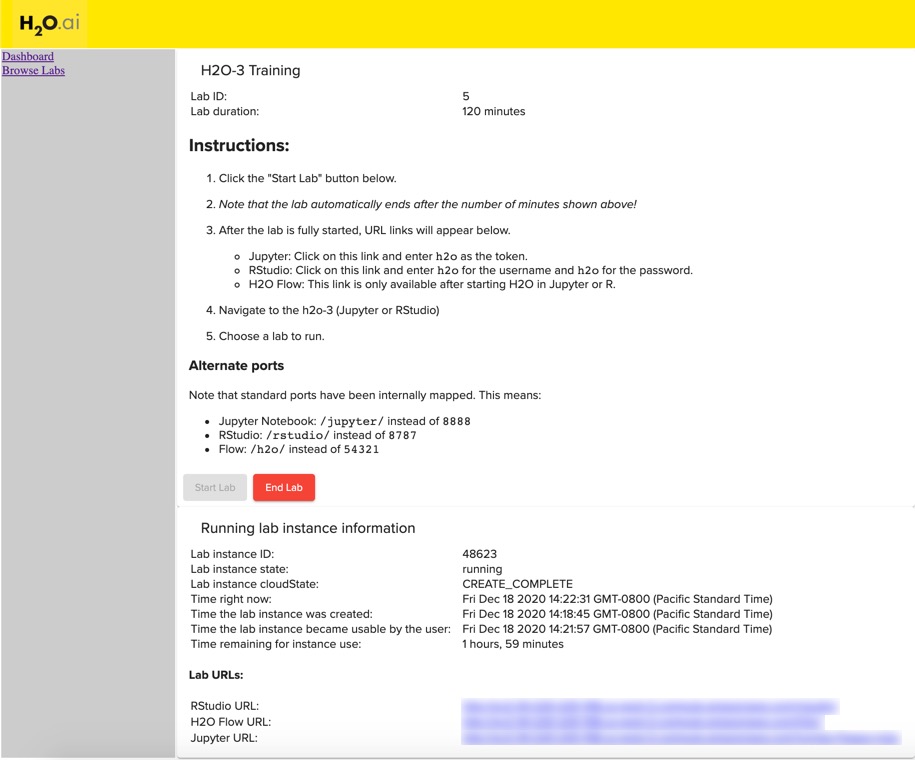 H2O.ai
Dashboard
Browse Labs
H2O-3 Training
Lab ID: 5
Lab duration: 120 minutes
Instructions:
1. Click the "Start Lab" button below.
2. Note that the lab automatically ends after the number of minutes shown above!
3. After the lab is fully started, URL links will appear below.
Jupyter: Click on this link and enter h2o as the token.
RStudio: Click on this link and enter h2o for the username and h2o for the password.
H2O Flow: This link is only available after starting H2O in Jupyter or R.
4. Navigate to the h2o-3 (Jupyter or RStudio)
5. Choose a lab to run.
Alternate ports
Note that standard ports have been internally mapped. This means:
Jupyter Notebook: /jupyter/ instead of 8888
RStudio: /rstudio/ instead of 8787
Flow: /h2o/ instead of 54321
Start Lab End Lab
Running lab instance information
Lab instance ID: 48623
Lab instance state: running
Lab instance cloudState: CREATE_COMPLETE
Time right now: Fri Dec 18 2020 14:22:31 GMT-0800 (Pacific Standard Time)
Time the lab instance was created: Fri Dec 18 2020 14:18:45 GMT-0800 (Pacific Standard Time)
Time the lab instance became usable by the user: Fri Dec 18 2020 14:21:57 GMT-0800 (Pacific Standard Time)
Time remaining for instance use: 1 hours, 59 minutes
Lab URLs:
RStudio URL:
H2O Flow URL:
Jupyter URL: